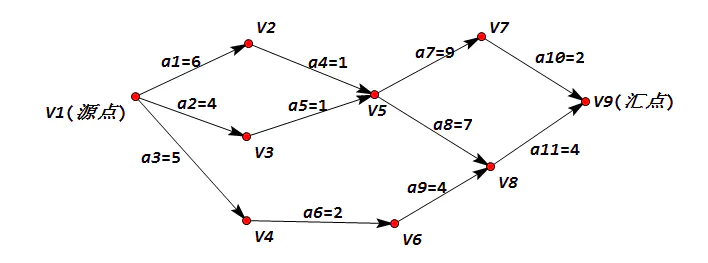 V2
V7
a1=6
a4=1
a7=9
a10=2
V1(源点)
a2=4
a5=1
V5
V9(汇点)
a8=7
a3=5
V3
a11=4
a9=4
V8
a6=2
V4
V6